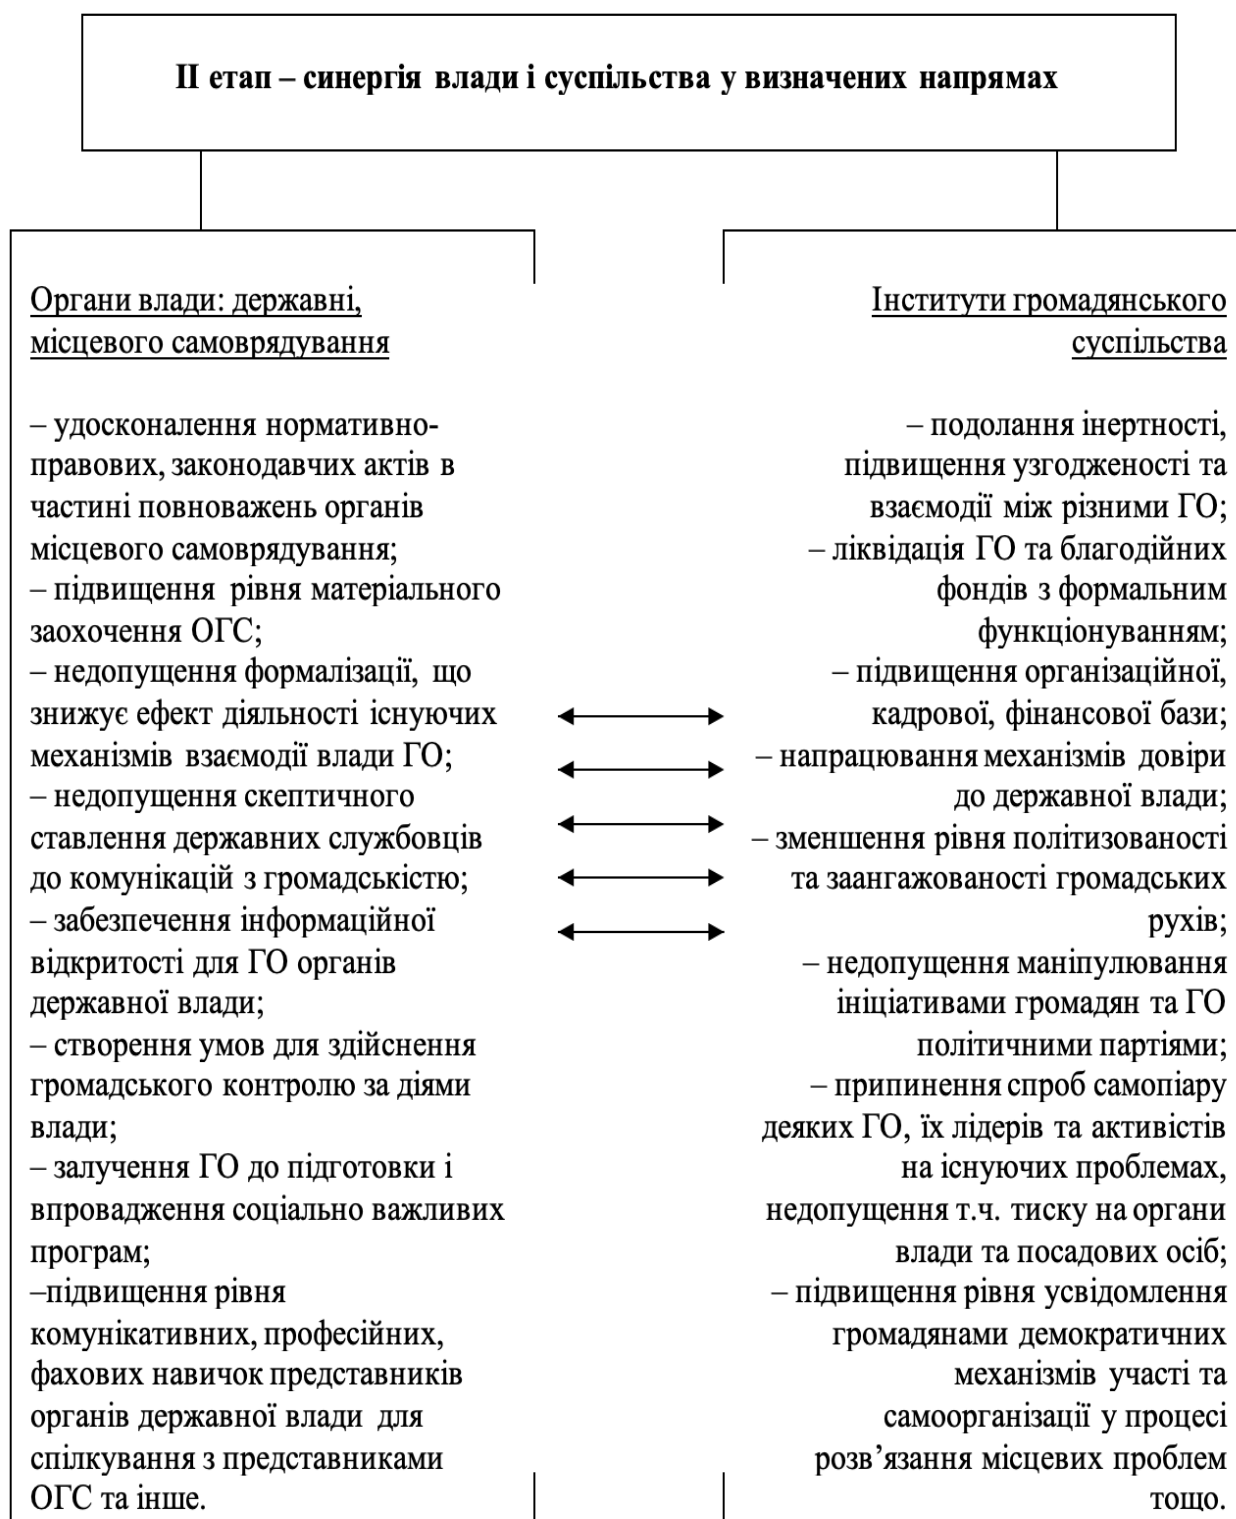 II етап – синергія влади і суспільства у визначених напрямах
Органи влади: державні,
місцевого самоврядування
– удосконалення нормативно-
правових, законодавчих актів в
частині повноважень органів
місцевого самоврядування;
– підвищення рівня матеріального
заохочення ОГС;
– недопущення формалізації, що
знижує ефект діяльності існуючих
механізмів взаємодії влади ГО;
– недопущення скептичного
ставлення державних службовців
до комунікацій з громадськістю;
– забезпечення інформаційної
відкритості для ГО органів
державної влади;
– створення умов для здійснення
громадського контролю за діями
влади;
– залучення ГО до підготовки і
впровадження соціально важливих
програм;
–підвищення рівня
комунікативних, професійних,
фахових навичок представників
органів державної влади для
спілкування з представниками
ОГС та інше.
Інститути громадянського
суспільства
– подолання інертності,
підвищення узгодженості та
взаємодії між різними ГО;
– ліквідація ГО та благодійних
фондів з формальним
функціонуванням;
– підвищення організаційної,
кадрової, фінансової бази;
– напрацювання механізмів довіри
до державної влади;
– зменшення рівня політизованості
та заангажованості громадських
рухів;
– недопущення маніпулювання
ініціативами громадян та ГО
політичними партіями;
– припинення спроб самопіару
деяких ГО, їх лідерів та активістів
на існуючих проблемах,
недопущення т.ч. тиску на органи
влади та посадових осіб;
– підвищення рівня усвідомлення
громадянами демократичних
механізмів участі та
самоорганізації у процесі
розв’язання місцевих проблем
тощо.